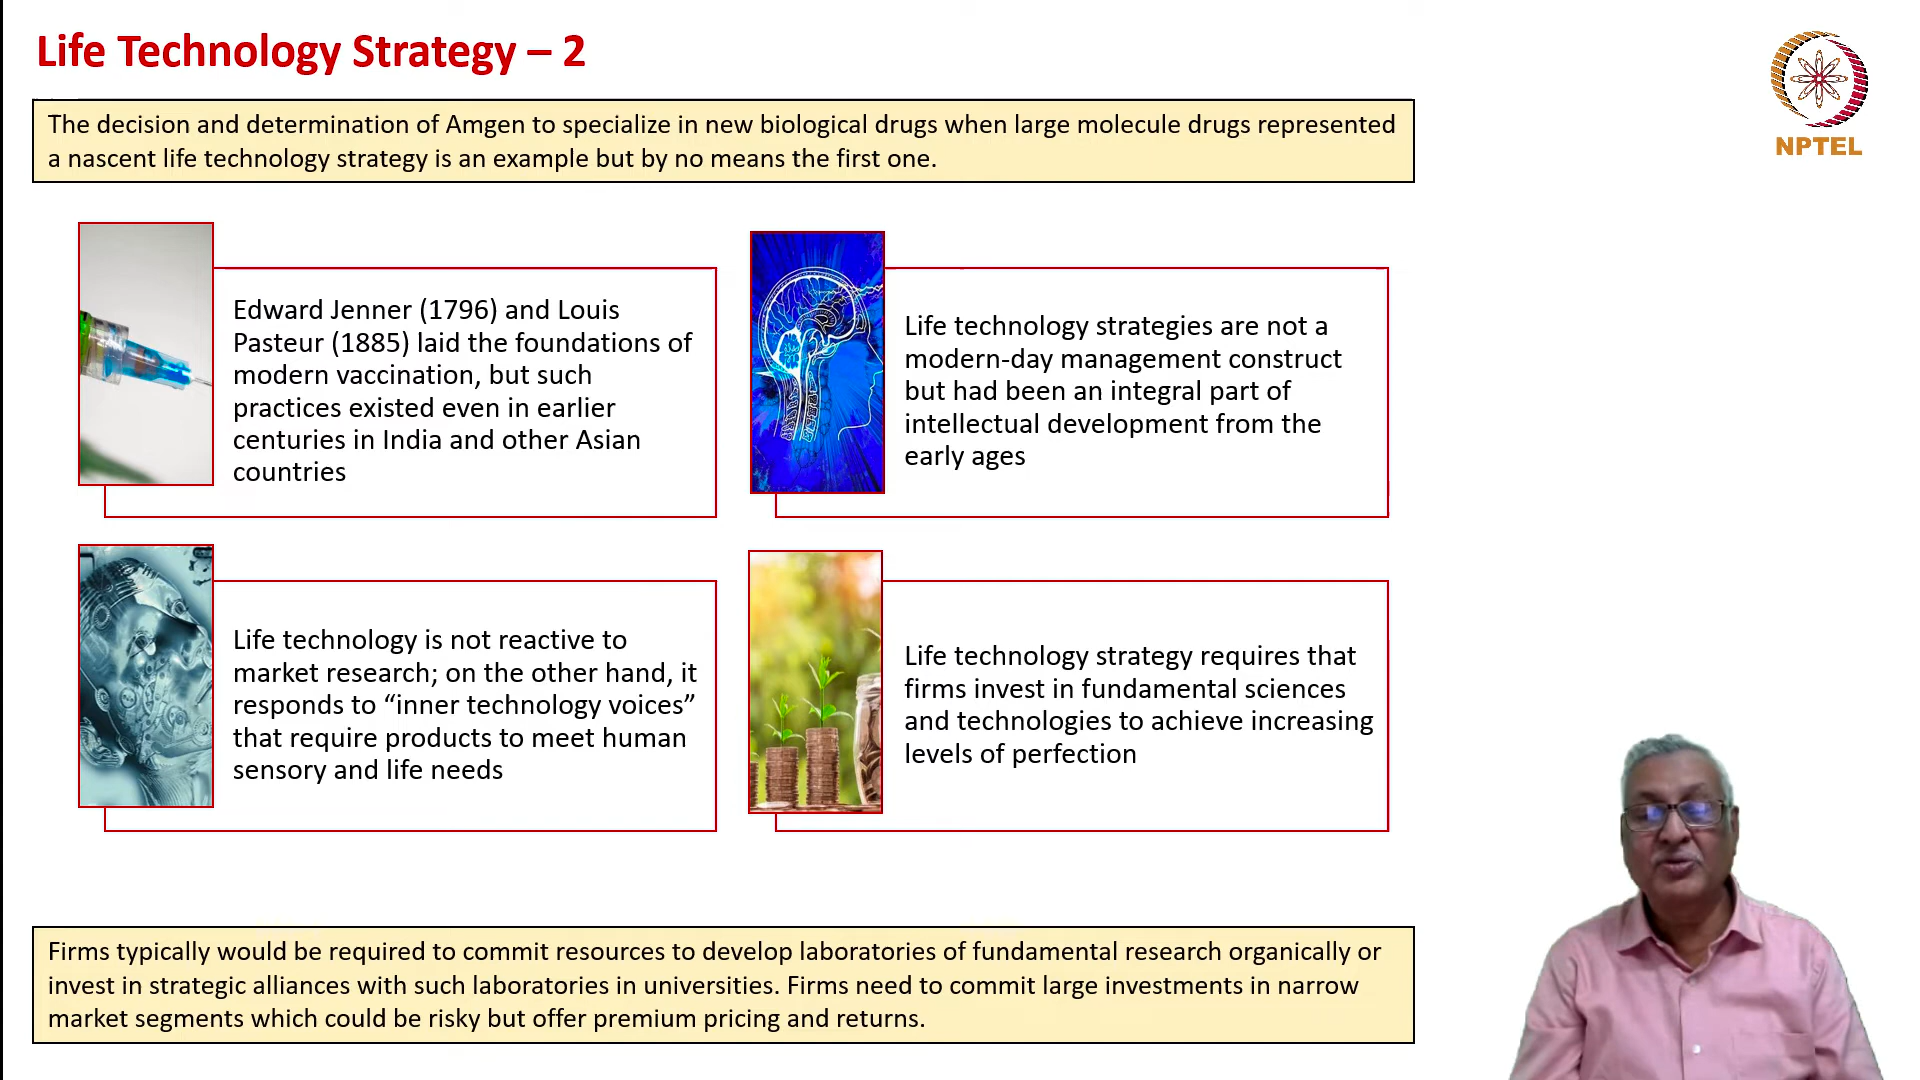 Life Technology Strategy – 2
NPTEL
The decision and determination of Amgen to specialize in new biological drugs when large molecule drugs represented
a nascent life technology strategy is an example but by no means the first one.
Edward Jenner (1796) and Louis
Pasteur (1885) laid the foundations of
modern vaccination, but such
practices existed even in earlier
centuries in India and other Asian
countries
Life technology strategies are not a
modern-day management construct
but had been an integral part of
intellectual development from the
early ages
Life technology is not reactive to
market research; on the other hand, it
responds to “inner technology voices”
that require products to meet human
sensory and life needs
Life technology strategy requires that
firms invest in fundamental sciences
and technologies to achieve increasing
levels of perfection
Firms typically would be required to commit resources to develop laboratories of fundamental research organically or
invest in strategic alliances with such laboratories in universities. Firms need to commit large investments in narrow
market segments which could be risky but offer premium pricing and returns.